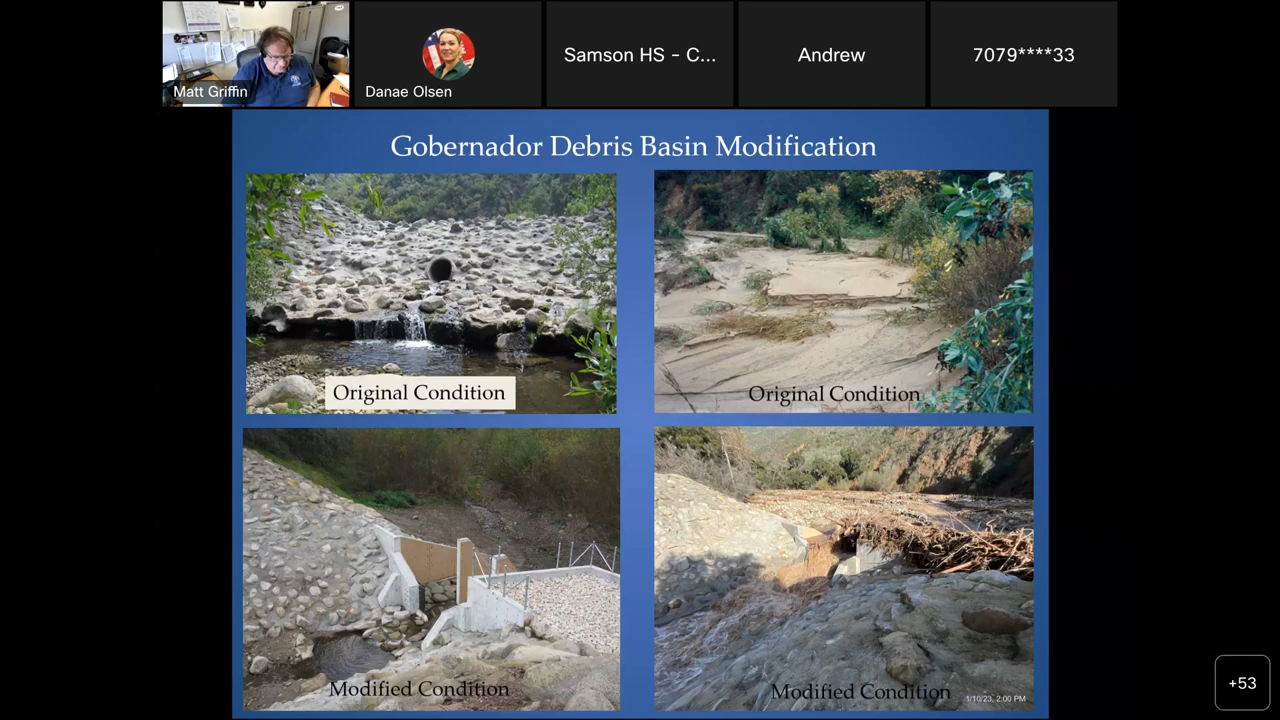 Matt Griffin
Danae Olsen
Samson HS - C...
Andrew
7079****33
Gobernador Debris Basin Modification
Original Condition
Original Condition
Modified Condition
Modified Condition
1/10/23, 2:00 PM
+53